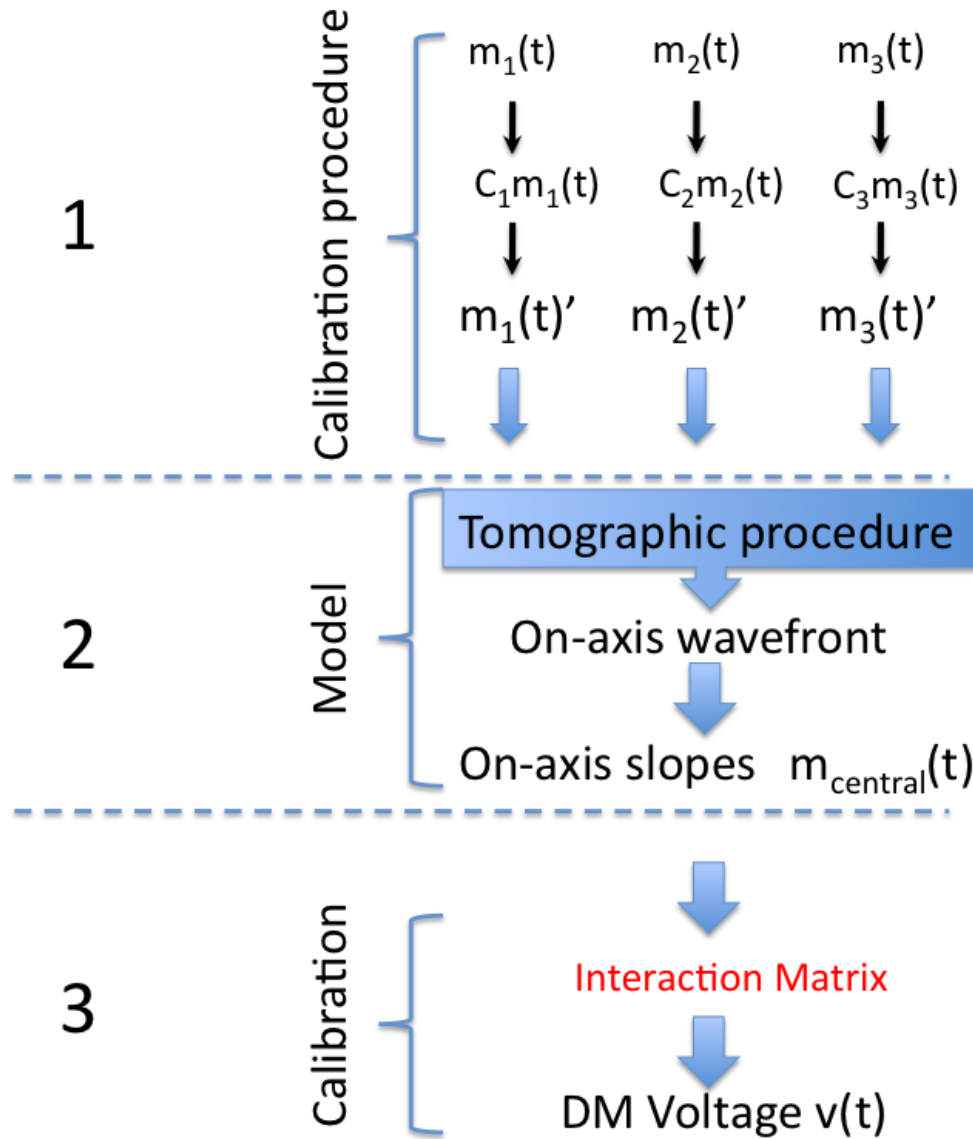 1
Calibration procedure
m₁(t) m₂(t) m₃(t)
C₁m₁(t) C₂m₂(t) C₃m₃(t)
m₁(t)’ m₂(t)’ m₃(t)’
2
Model
Tomographic procedure
On-axis wavefront
On-axis slopes m_central(t)
3
Calibration
Interaction Matrix
DM Voltage v(t)